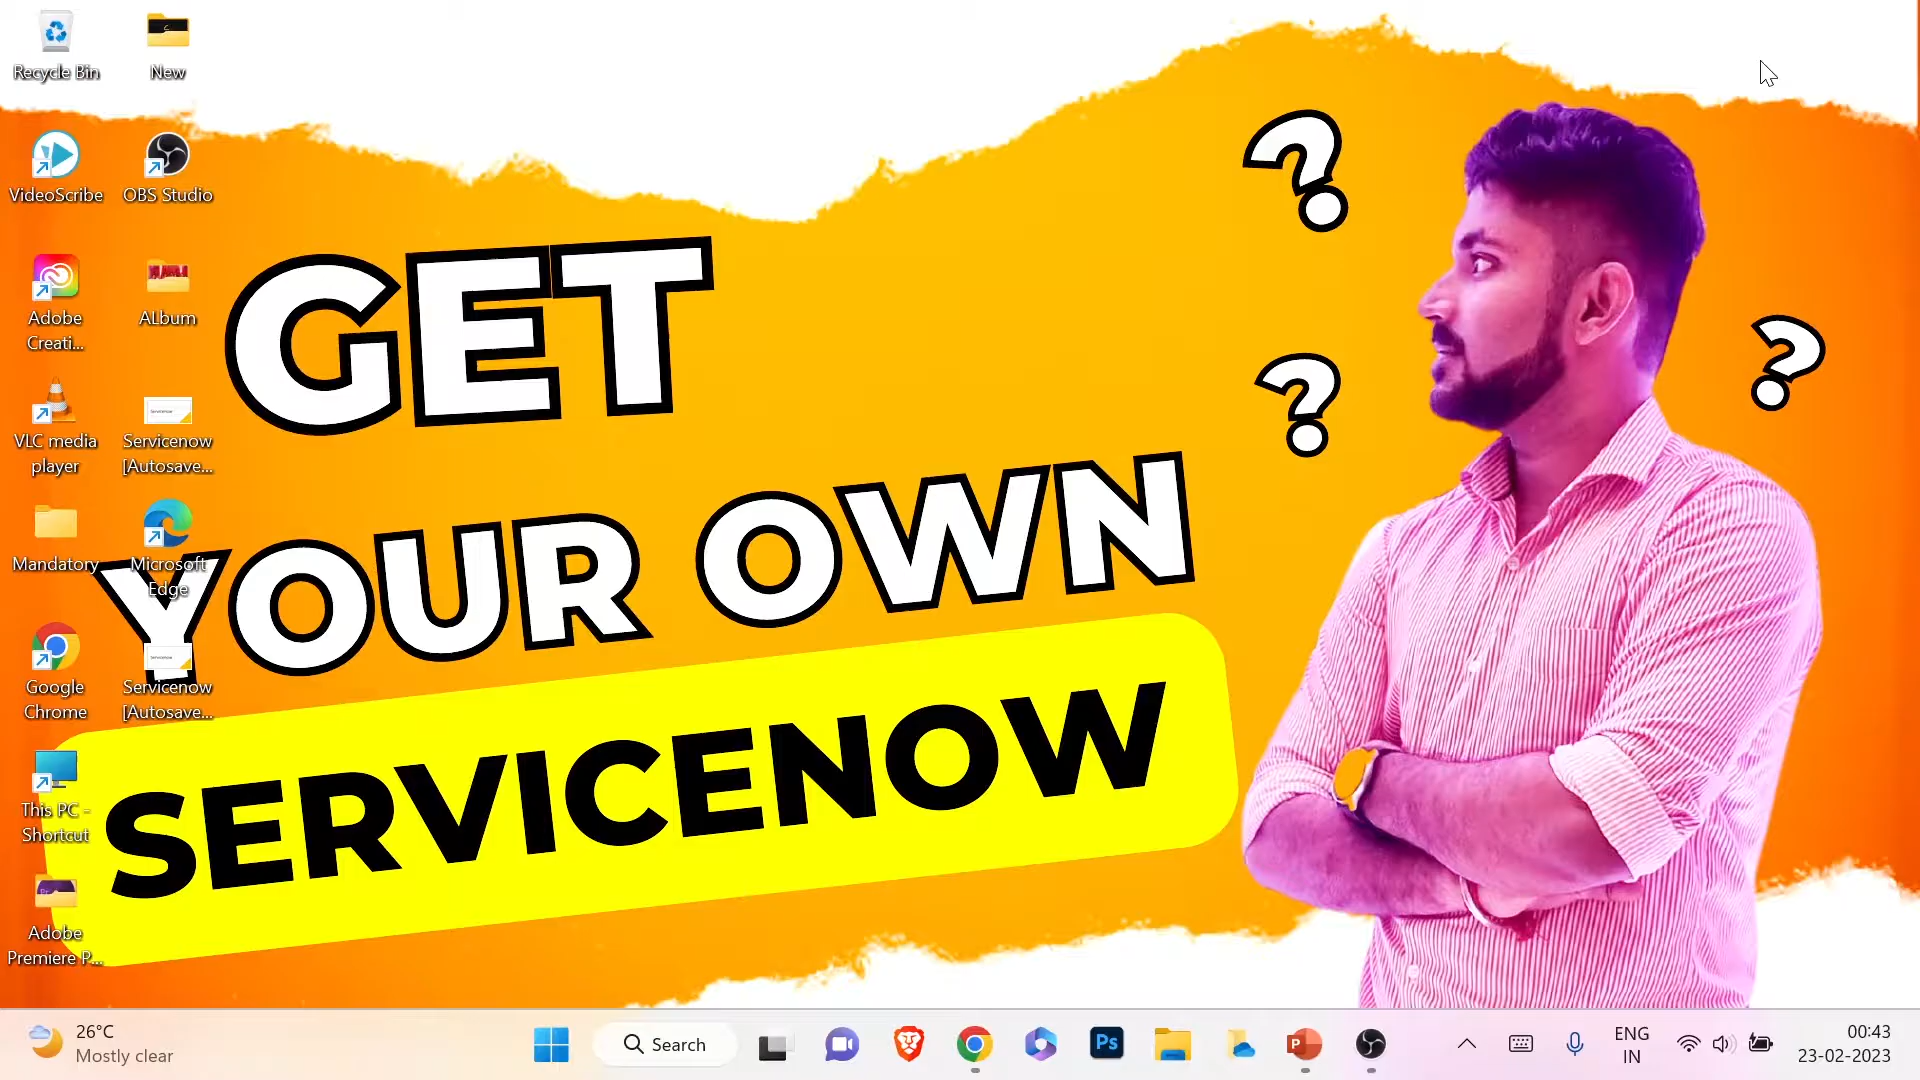 Recycle Bin
New
VideoScribe
OBS Studio
Adobe
Creati...
ALbum
VLC media
player
Servicenow
[Autosave...
Mandatory
Microsoft
Edge
Google
Chrome
Servicenow
[Autosave...
This PC -
Shortcut
Adobe
Premiere P...
GET
YOUR OWN
SERVICENOW
?
?
?
26°C
Mostly clear
Search
Ps
P
ENG
IN
00:43
23-02-2023